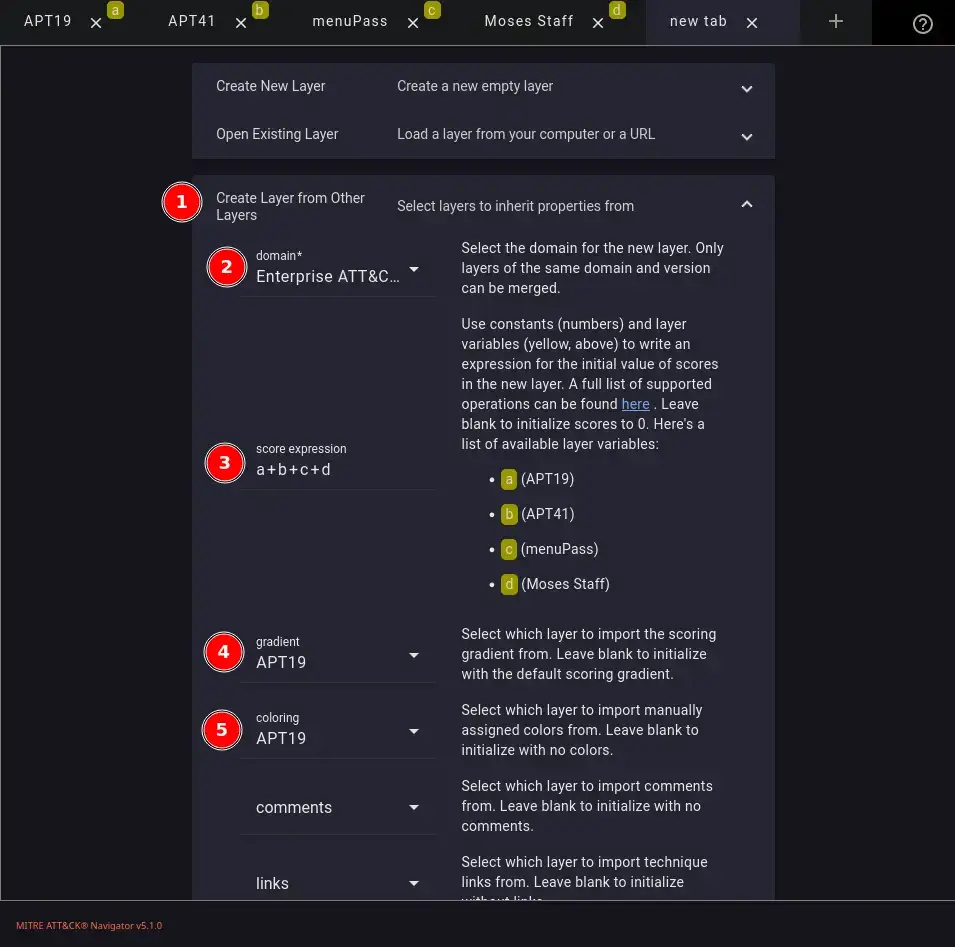 APT19 × a APT41 × b menuPass × c Moses Staff × d new tab × + ?
Create New Layer Create a new empty layer
Open Existing Layer Load a layer from your computer or a URL
1 Create Layer from Other
Layers
Select layers to inherit properties from
2 domain*
Enterprise ATT&C...
Select the domain for the new layer. Only
layers of the same domain and version
can be merged.
Use constants (numbers) and layer
variables (yellow, above) to write an
expression for the initial value of scores
in the new layer. A full list of supported
operations can be found here . Leave
blank to initialize scores to 0. Here's a
list of available layer variables:
3 score expression
a+b+c+d
• a (APT19)
• b (APT41)
• c (menuPass)
• d (Moses Staff)
4 gradient
APT19
Select which layer to import the scoring
gradient from. Leave blank to initialize
with the default scoring gradient.
5 coloring
APT19
Select which layer to import manually
assigned colors from. Leave blank to
initialize with no colors.
comments
Select which layer to import comments
from. Leave blank to initialize with no
comments.
links
Select which layer to import technique
links from. Leave blank to initialize
without links.
MITRE ATT&CK® Navigator v5.1.0